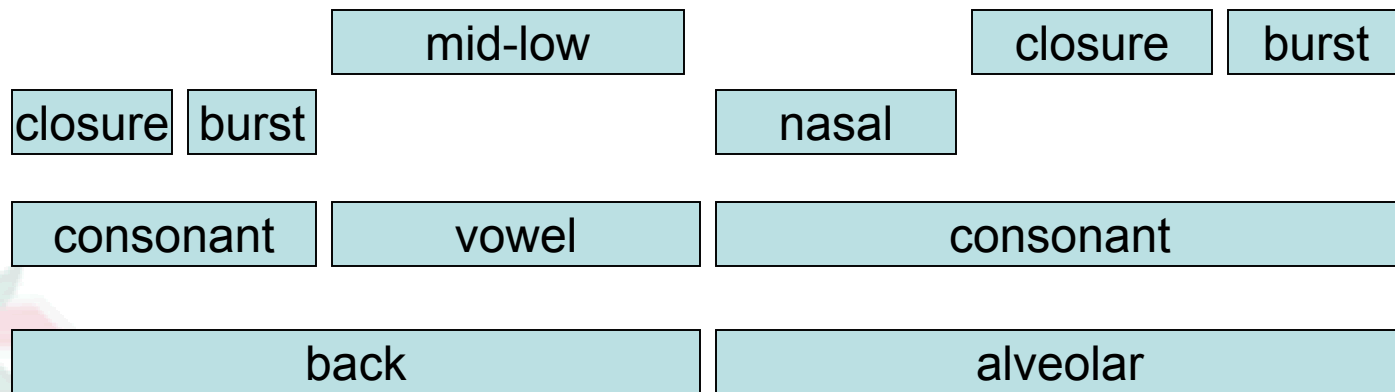 mid-low closure burst
closure burst nasal
consonant vowel consonant
back alveolar